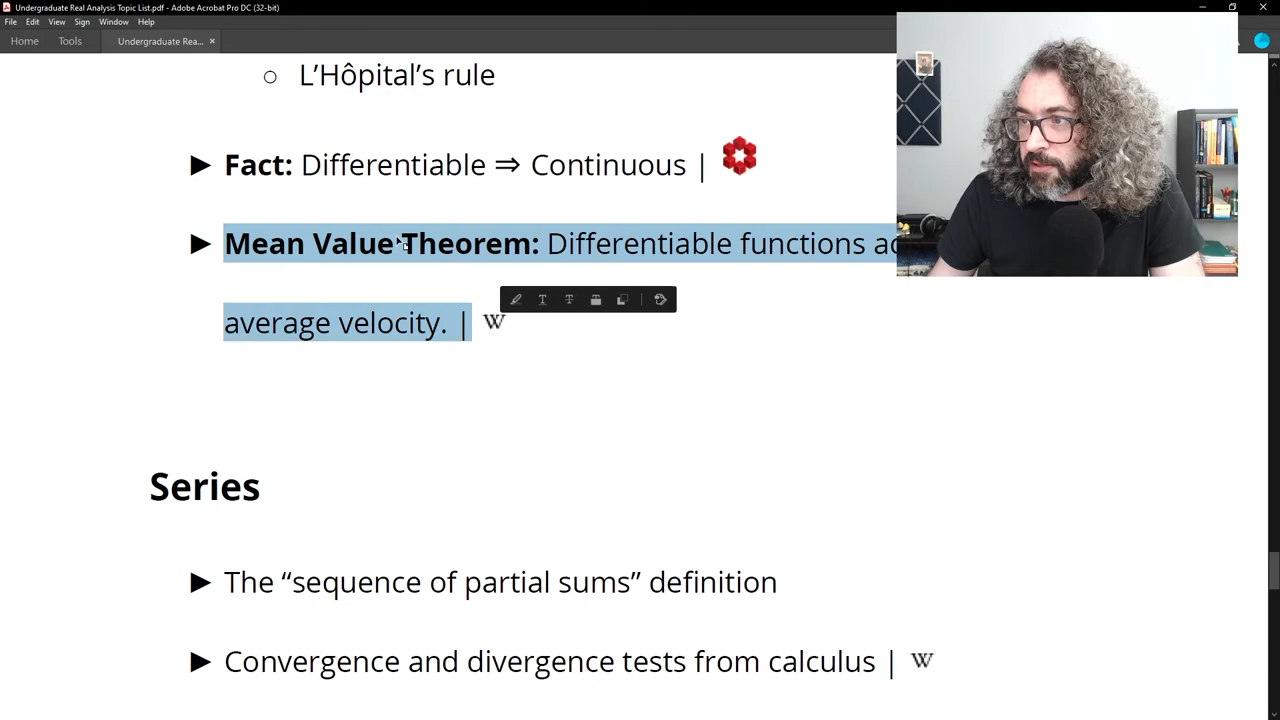 Undergraduate Real Analysis Topic List.pdf - Adobe Acrobat Pro DC (32-bit)
File Edit View Sign Window Help
Home Tools Undergraduate Rea... ×
○ L’Hôpital’s rule
► Fact: Differentiable ⇒ Continuous |
► Mean Value Theorem: Differentiable functions
average velocity. | W
Series
► The “sequence of partial sums” definition
► Convergence and divergence tests from calculus | W